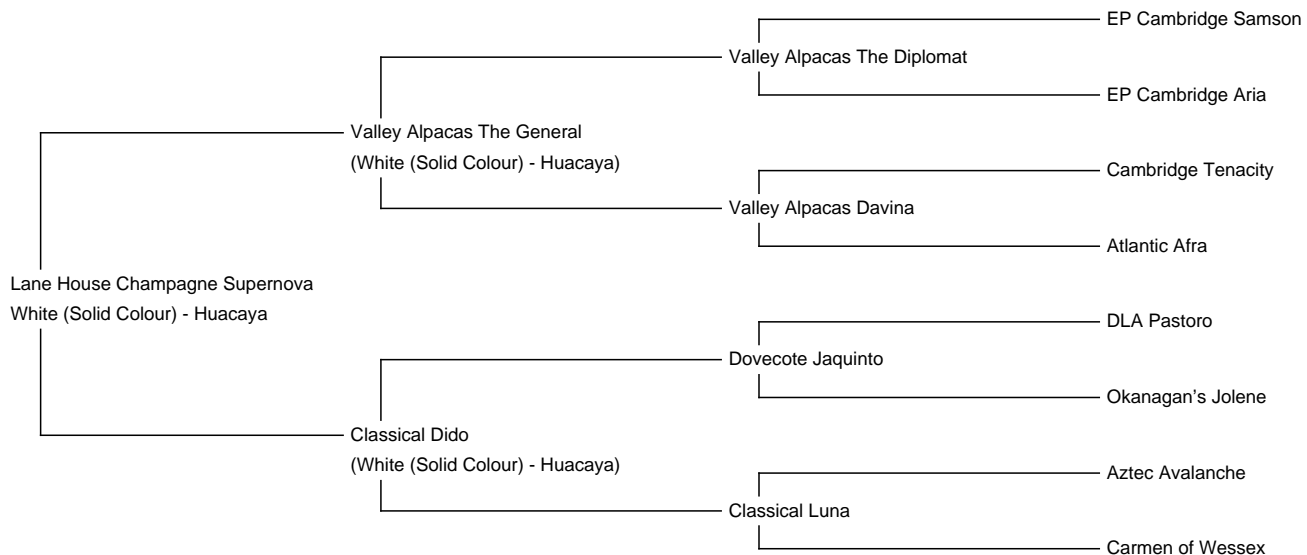 EP Cambridge Samson
Valley Alpacas The Diplomat
EP Cambridge Aria
Valley Alpacas The General
(White (Solid Colour) - Huacaya)
Cambridge Tenacity
Valley Alpacas Davina
Atlantic Afra
Lane House Champagne Supernova
White (Solid Colour) - Huacaya
DLA Pastoro
Dovecote Jaquinto
Okanagan's Jolene
Classical Dido
(White (Solid Colour) - Huacaya)
Aztec Avalanche
Classical Luna
Carmen of Wessex